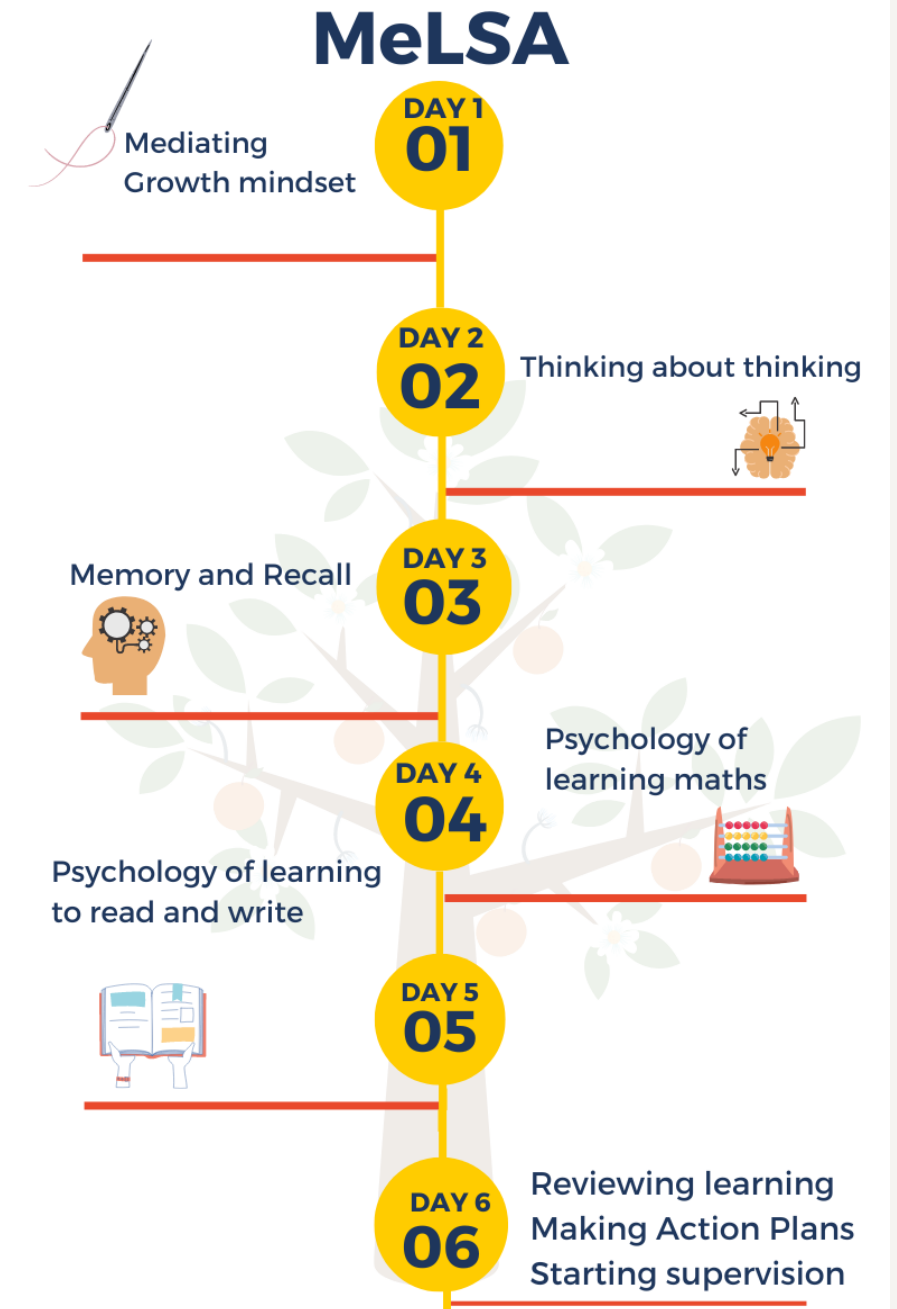 MeLSA
DAY 1
01
Mediating
Growth mindset
DAY 2
02
Thinking about thinking
DAY 3
03
Memory and Recall
DAY 4
04
Psychology of
learning maths
Psychology of learning
to read and write
DAY 5
05
DAY 6
06
Reviewing learning
Making Action Plans
Starting supervision